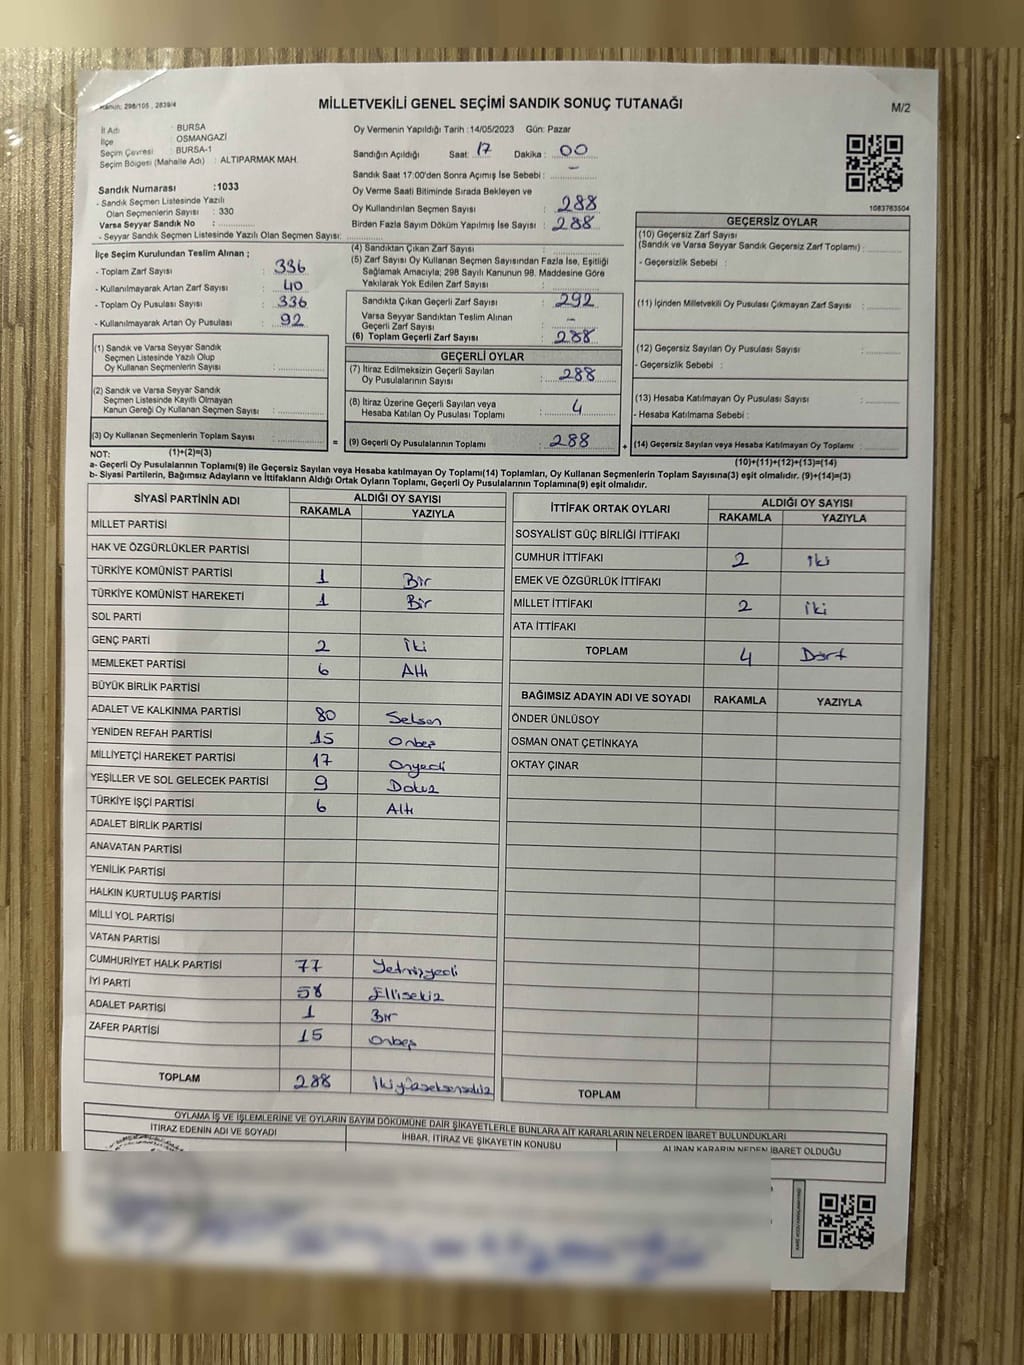 Kanun; 298/105 , 2839/4
MİLLETVEKİLİ GENEL SEÇİMİ SANDIK SONUÇ TUTANAĞI
M/2
İl Adı : BURSA
İlçe : OSMANGAZİ
Seçim Çevresi : BURSA-1
Seçim Bölgesi (Mahalle Adı) : ALTIPARMAK MAH.
Sandık Numarası :1033
- Sandık Seçmen Listesinde Yazılı
Olan Seçmenlerin Sayısı : 330
Varsa Seyyar Sandık No :
- Seyyar Sandık Seçmen Listesinde Yazılı Olan Seçmen Sayısı:
Oy Vermenin Yapıldığı Tarih :14/05/2023 Gün: Pazar
Sandığın Açıldığı Saat: 17 Dakika : 00
Sandık Saat 17:00'den Sonra Açımış İse Sebebi : -
Oy Verme Saati Bitiminde Sırada Bekleyen ve
Oy Kullandırılan Seçmen Sayısı : 288
Birden Fazla Sayım Döküm Yapılmış İse Sayısı : 288
1083763504
İlçe Seçim Kurulundan Teslim Alınan ;
- Toplam Zarf Sayısı : 336
- Kullanılmayarak Artan Zarf Sayısı : 40
- Toplam Oy Pusulası Sayısı : 336
- Kullanılmayarak Artan Oy Pusulası : 92
(1) Sandık ve Varsa Seyyar Sandık
Seçmen Listesinde Yazılı Olup
Oy Kullanan Seçmenlerin Sayısı :
(2) Sandık ve Varsa Seyyar Sandık
Seçmen Listesinde Kayıtlı Olmayan
Kanun Gereği Oy Kullanan Seçmen Sayısı :
(3) Oy Kullanan Seçmenlerin Toplam Sayısı :
(4) Sandıktan Çıkan Zarf Sayısı :
(5) Zarf Sayısı Oy Kullanan Seçmen Sayısından Fazla İse, Eşitliği
Sağlamak Amacıyla; 298 Sayılı Kanunun 98. Maddesine Göre
Yakılarak Yok Edilen Zarf Sayısı :
Sandıkta Çıkan Geçerli Zarf Sayısı : 292
Varsa Seyyar Sandıktan Teslim Alınan
Geçerli Zarf Sayısı : -
(6) Toplam Geçerli Zarf Sayısı : 288
GEÇERLİ OYLAR
(7) İtiraz Edilmeksizin Geçerli Sayılan
Oy Pusulalarının Sayısı : 288
(8) İtiraz Üzerine Geçerli Sayılan veya
Hesaba Katılan Oy Pusulası Toplamı : 4
= (9) Geçerli Oy Pusulalarının Toplamı : 288 +
GEÇERSİZ OYLAR
(10) Geçersiz Zarf Sayısı
(Sandık ve Varsa Seyyar Sandık Geçersiz Zarf Toplamı) :
- Geçersizlik Sebebi :
(11) İçinden Milletvekili Oy Pusulası Çıkmayan Zarf Sayısı :
(12) Geçersiz Sayılan Oy Pusulası Sayısı :
- Geçersizlik Sebebi :
(13) Hesaba Katılmayan Oy Pusulası Sayısı :
- Hesaba Katılmama Sebebi :
(14) Geçersiz Sayılan veya Hesaba Katılmayan Oy Toplamı :
NOT: (1)+(2)=(3)
(10)+(11)+(12)+(13)=(14)
a- Geçerli Oy Pusulalarının Toplamı(9) ile Geçersiz Sayılan veya Hesaba katılmayan Oy Toplamı(14) Toplamları, Oy Kullanan Seçmenlerin Toplam Sayısına(3) eşit olmalıdır. (9)+(14)=(3)
b- Siyasi Partilerin, Bağımsız Adayların ve İttifakların Aldığı Ortak Oyların Toplamı, Geçerli Oy Pusulalarının Toplamına(9) eşit olmalıdır.
SİYASİ PARTİNİN ADI ALDIĞI OY SAYISI
RAKAMLA YAZIYLA
MİLLET PARTİSİ
HAK VE ÖZGÜRLÜKLER PARTİSİ
TÜRKİYE KOMÜNİST PARTİSİ 1 Bir
TÜRKİYE KOMÜNİST HAREKETİ 1 Bir
SOL PARTİ
GENÇ PARTİ 2 İki
MEMLEKET PARTİSİ 6 Altı
BÜYÜK BİRLİK PARTİSİ
ADALET VE KALKINMA PARTİSİ 80 Seksen
YENİDEN REFAH PARTİSİ 15 Onbeş
MİLLİYETÇİ HAREKET PARTİSİ 17 Onyedi
YEŞİLLER VE SOL GELECEK PARTİSİ 9 Dokuz
TÜRKİYE İŞÇİ PARTİSİ 6 Altı
ADALET BİRLİK PARTİSİ
ANAVATAN PARTİSİ
YENİLİK PARTİSİ
HALKIN KURTULUŞ PARTİSİ
MİLLİ YOL PARTİSİ
VATAN PARTİSİ
CUMHURİYET HALK PARTİSİ 77 Yetmişyedi
İYİ PARTİ 58 Ellisekiz
ADALET PARTİSİ 1 Bir
ZAFER PARTİSİ 15 Onbeş
TOPLAM 288 İkiyüzseksensekiz
İTTİFAK ORTAK OYLARI ALDIĞI OY SAYISI
RAKAMLA YAZIYLA
SOSYALİST GÜÇ BİRLİĞİ İTTİFAKI
CUMHUR İTTİFAKI 2 İki
EMEK VE ÖZGÜRLÜK İTTİFAKI
MİLLET İTTİFAKI 2 İki
ATA İTTİFAKI
TOPLAM 4 Dört
BAĞIMSIZ ADAYIN ADI VE SOYADI RAKAMLA YAZIYLA
ÖNDER ÜNLÜSOY
OSMAN ONAT ÇETİNKAYA
OKTAY ÇINAR
TOPLAM
OYLAMA İŞ VE İŞLEMLERİNE VE OYLARIN SAYIM DÖKÜMÜNE DAİR ŞİKAYETLERLE BUNLARA AİT KARARLARIN NELERDEN İBARET BULUNDUKLARI
İTİRAZ EDENİN ADI VE SOYADI İHBAR, İTİRAZ VE ŞİKAYETİN KONUSU ALINAN KARARIN NEDEN İBARET OLDUĞU